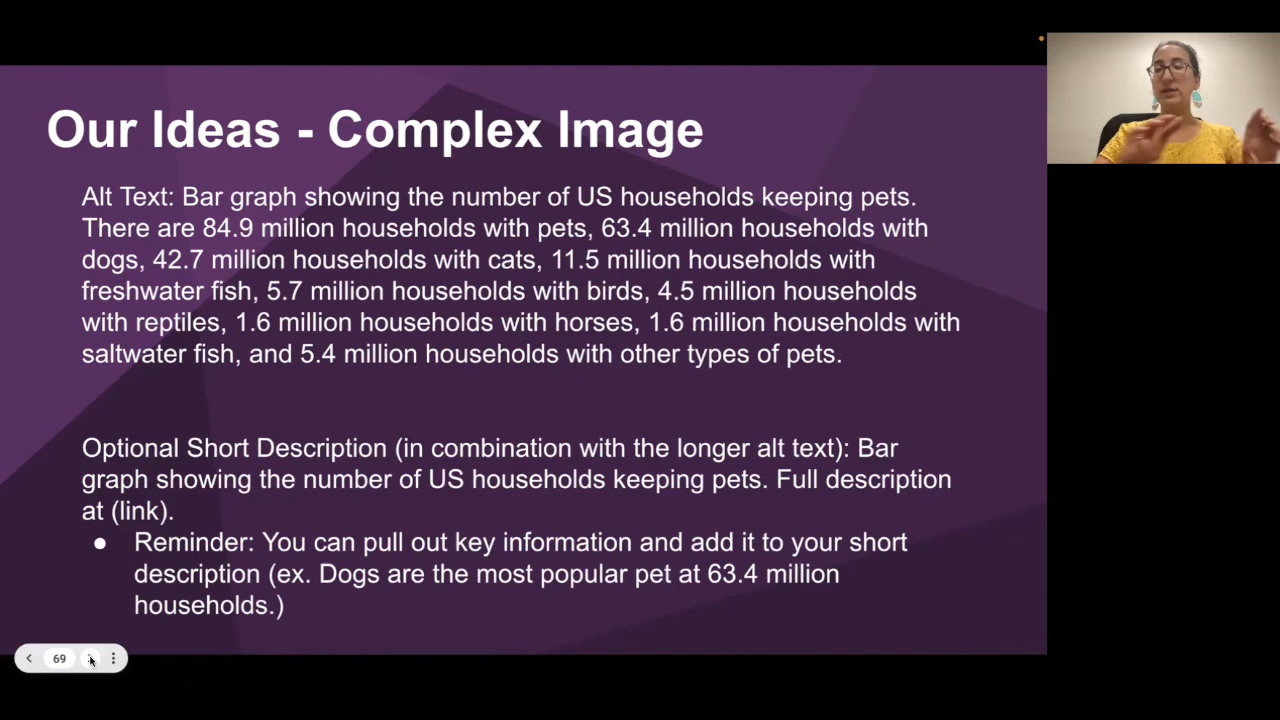 Our Ideas - Complex Image
Alt Text: Bar graph showing the number of US households keeping pets.
There are 84.9 million households with pets, 63.4 million households with
dogs, 42.7 million households with cats, 11.5 million households with
freshwater fish, 5.7 million households with birds, 4.5 million households
with reptiles, 1.6 million households with horses, 1.6 million households with
saltwater fish, and 5.4 million households with other types of pets.
Optional Short Description (in combination with the longer alt text): Bar
graph showing the number of US households keeping pets. Full description
at (link).
● Reminder: You can pull out key information and add it to your short
description (ex. Dogs are the most popular pet at 63.4 million
households.)
69